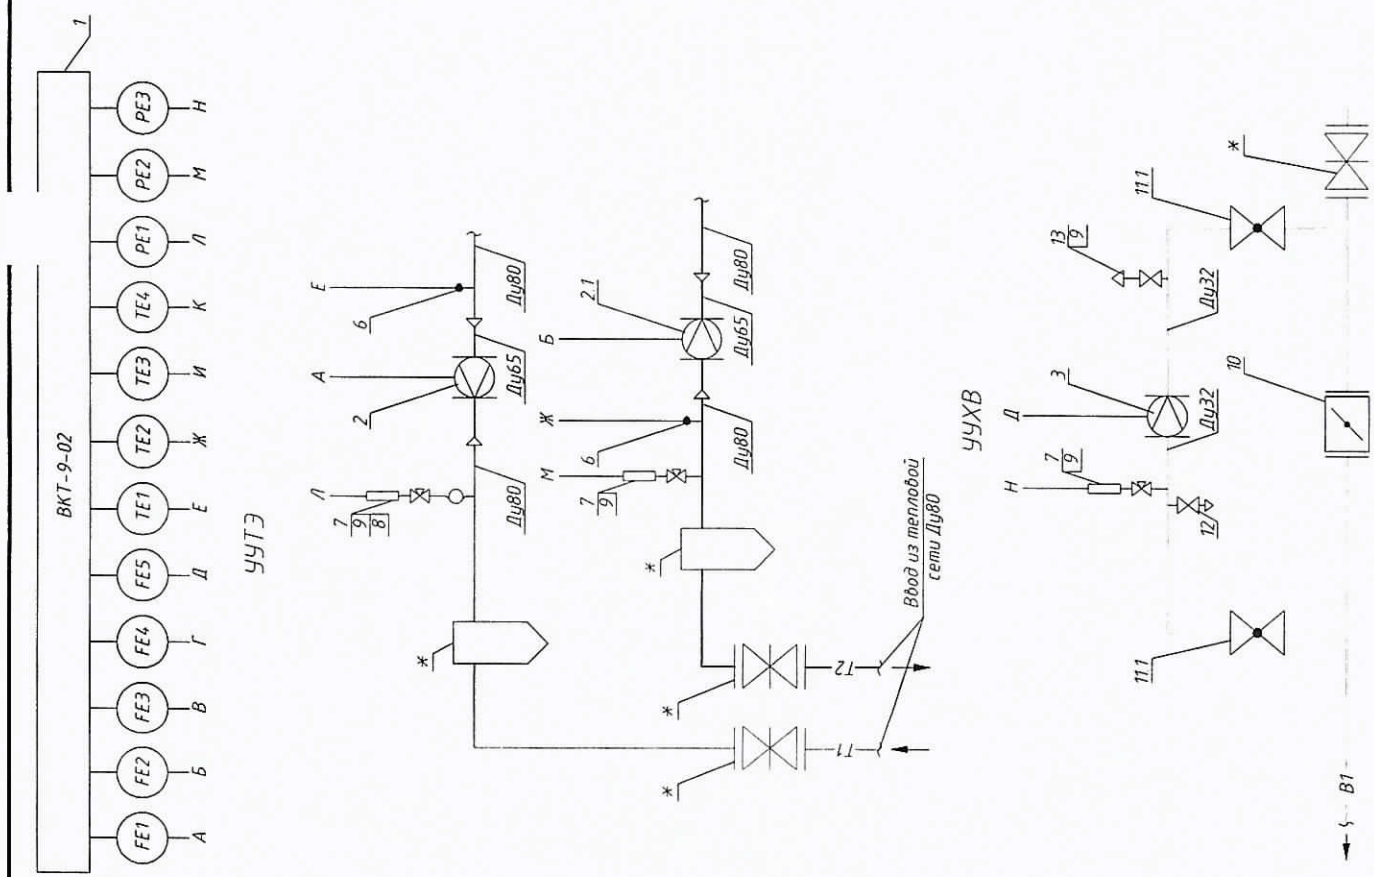 1
ВКТ-9-02
FE1
FE2
FE3
FE4
FE5
TE1
TE2
TE3
TE4
PE1
PE2
PE3
А
Б
В
Г
Д
Е
Ж
И
К
Л
М
Н
УУТЭ
Л
7
9
8
А
2
Е
6
*
Ду80
Ду65
Ду80
М
7
9
Ж
6
Б
2.1
*
Ду80
Ду65
Ду80
*
*
Т1
Т2
Ввод из тепловой
сети Ду80
УУХВ
Н
7
9
Д
3
13
9
12
Ду32
Ду32
11.1
11.1
10
*
В1